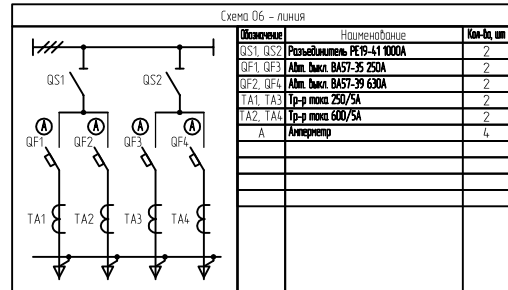 Схема 06 - линия
Обозначение Наименование Кол-во, шт
QS1, QS2 Разъединитель РЕ19-41 1000А 2
QF1, QF3 Авт. Выкл. ВА57-35 250А 2
QF2, QF4 Авт. Выкл. ВА57-39 630А 2
TA1, TA3 Тр-р тока 250/5А 2
TA2, TA4 Тр-р тока 600/5А 2
А Амперметр 4
QS1 QS2
A A A A
QF1 QF2 QF3 QF4
TA1 TA2 TA3 TA4